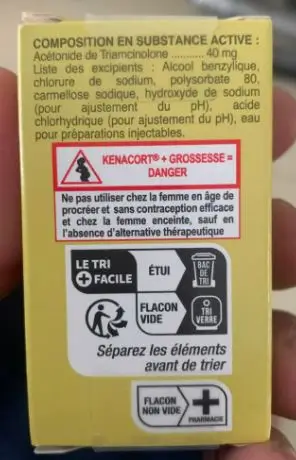 COMPOSITION EN SUBSTANCE ACTIVE :
Acétonide de Triamcinolone .......... 40 mg
Liste des excipients : Alcool benzylique,
chlorure de sodium, polysorbate 80,
carmellose sodique, hydroxyde de sodium
(pour ajustement du pH), acide
chlorhydrique (pour ajustement du pH), eau
pour préparations injectables.
KENACORT® + GROSSESSE =
DANGER
Ne pas utiliser chez la femme en âge de
procréer et sans contraception efficace
et chez la femme enceinte, sauf en
l'absence d'alternative thérapeutique
LE TRI
+ FACILE
ÉTUI
BAC
DE
TRI
FLACON
VIDE
TRI
VERRE
Séparez les éléments
avant de trier
FLACON
NON VIDE
PHARMACIE